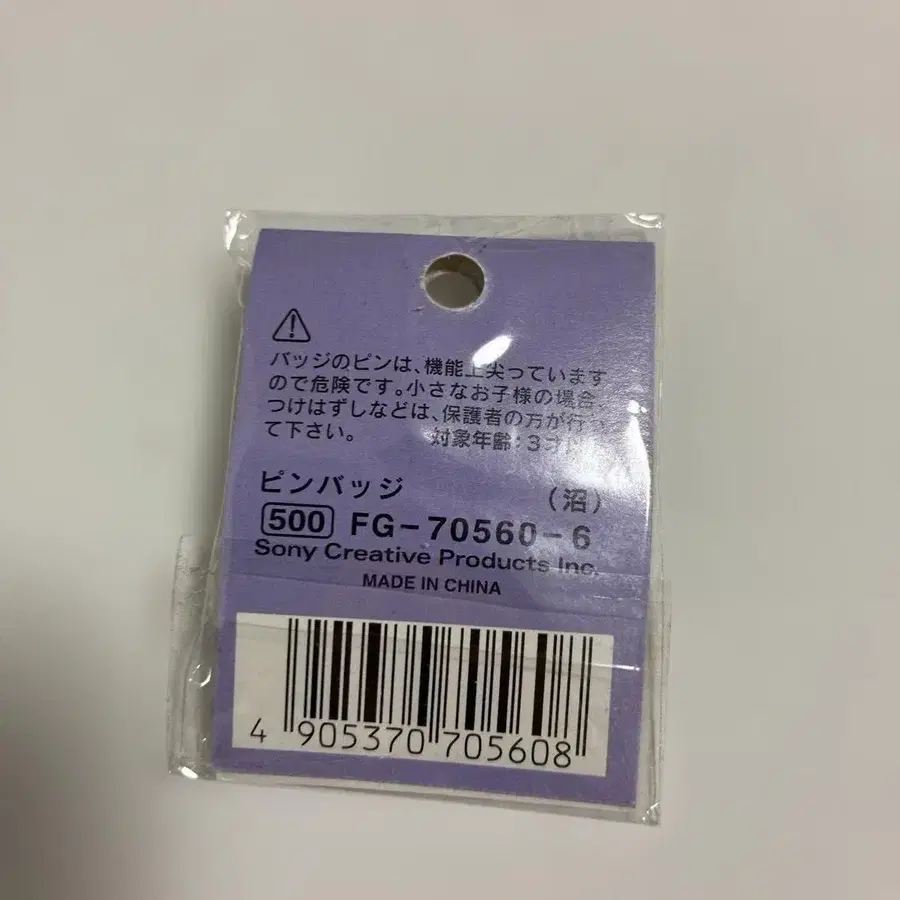 バッジのピンは、機能上尖っています
ので危険です。小さなお子様の場合、
つけはずしなどは、保護者の方が行っ
て下さい。 対象年齢：3才以
ピンバッジ （沼）
500 FG-70560-6
Sony Creative Products Inc.
MADE IN CHINA
4 905370 705608